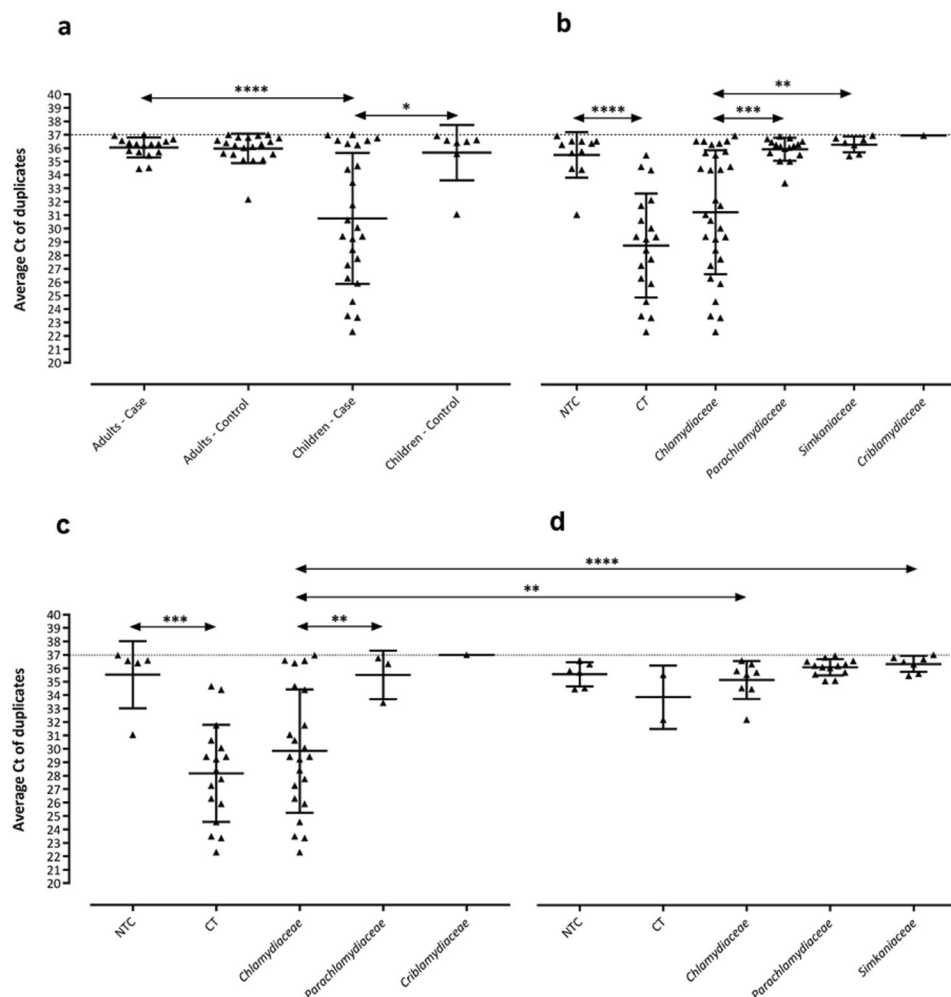 a
b
****
*
**
***
****
Average Ct of duplicates
40
39
38
37
36
35
34
33
32
31
30
29
28
27
26
25
24
23
22
21
20
Adults - Case
Adults - Control
Children - Case
Children - Control
NTC
CT
Chlamydiaceae
Parachlamydiaceae
Simkaniaceae
Criblamydiaceae
c
d
****
**
***
**
Average Ct of duplicates
40
39
38
37
36
35
34
33
32
31
30
29
28
27
26
25
24
23
22
21
20
NTC
CT
Chlamydiaceae
Parachlamydiaceae
Criblamydiaceae
NTC
CT
Chlamydiaceae
Parachlamydiaceae
Simkaniaceae